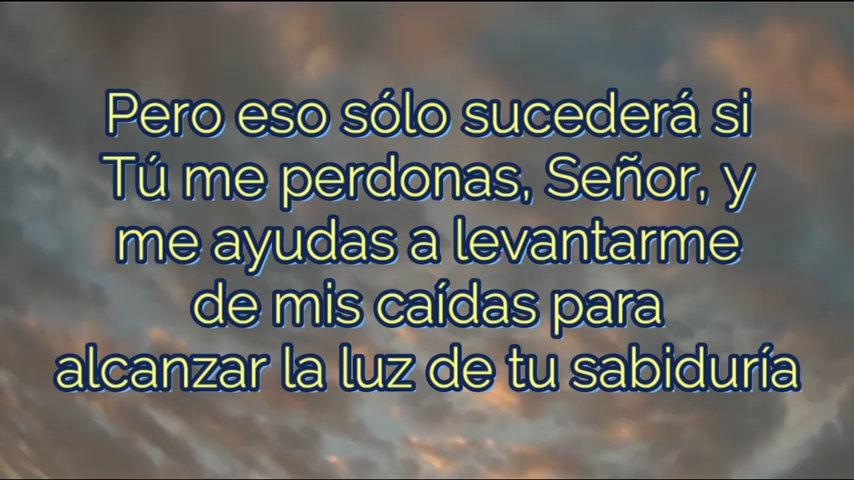 Pero eso sólo sucederá si
Tú me perdonas, Señor, y
me ayudas a levantarme
de mis caídas para
alcanzar la luz de tu sabiduría